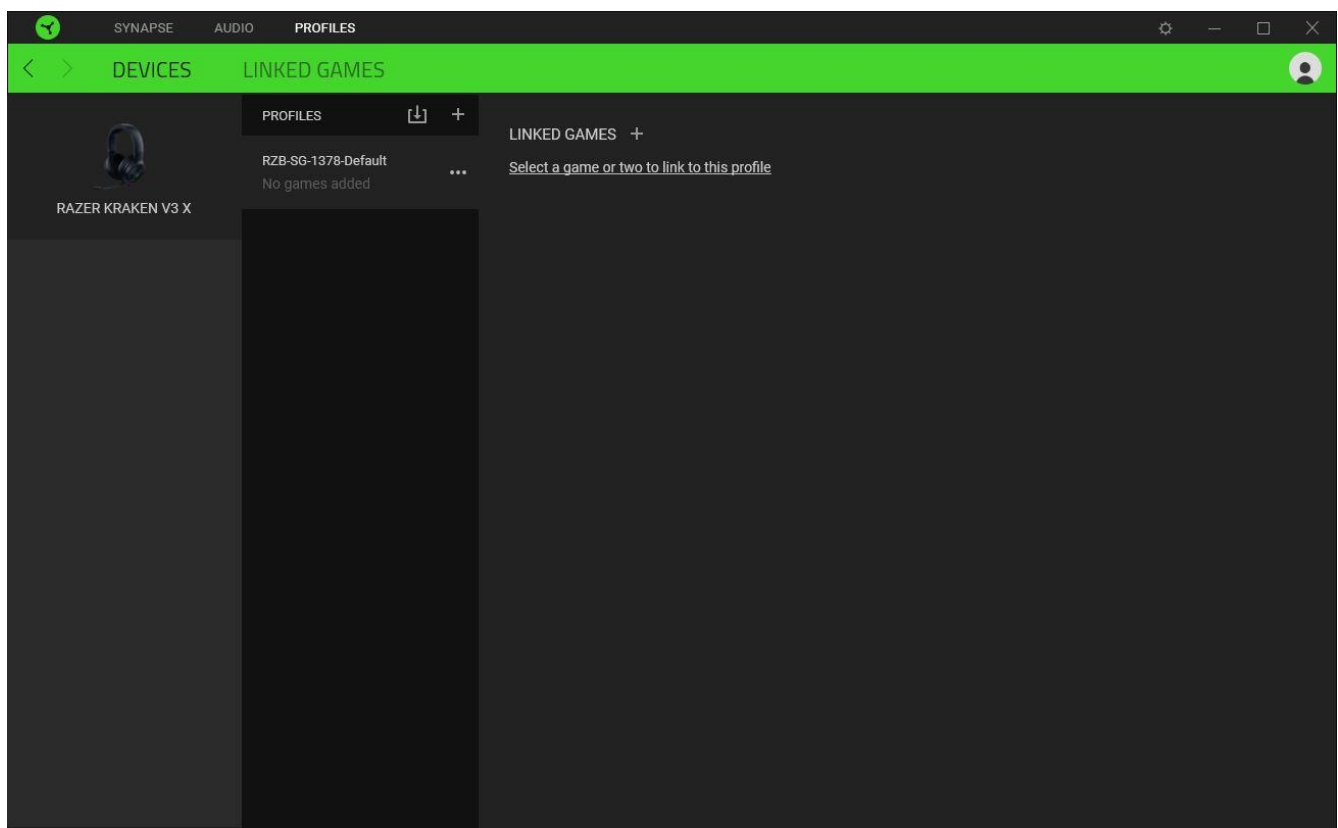 SYNAPSE AUDIO PROFILES
DEVICES LINKED GAMES
RAZER KRAKEN V3 X
PROFILES
RZB-SG-1378-Default
No games added
LINKED GAMES
Select a game or two to link to this profile